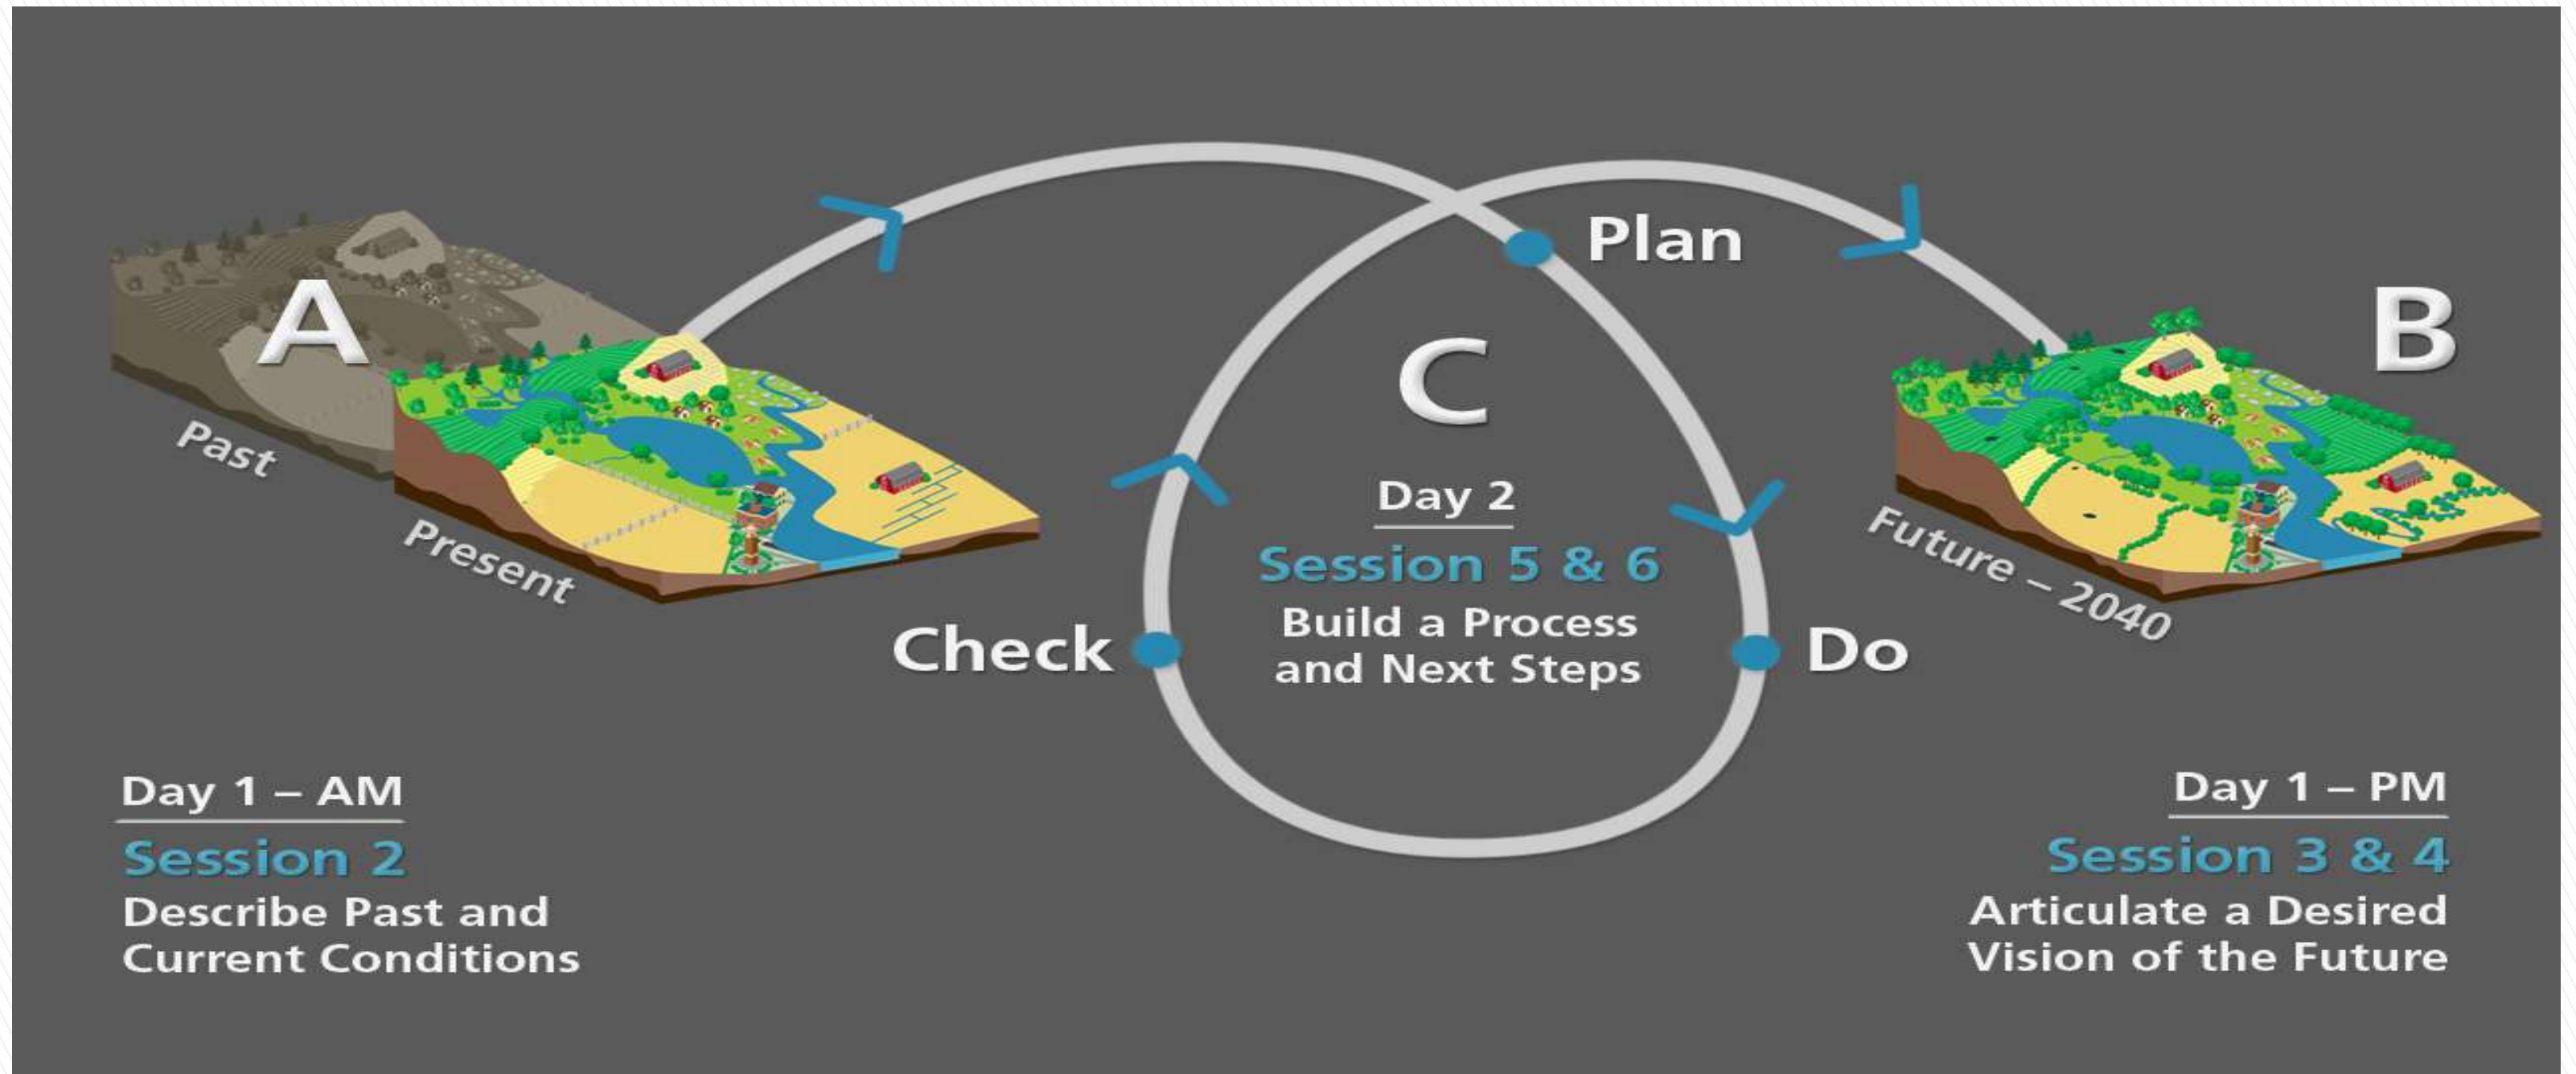 A
Past
Present
Day 1 – AM
Session 2
Describe Past and
Current Conditions
Plan
C
Day 2
Session 5 & 6
Build a Process
and Next Steps
Check
Do
B
Future – 2040
Day 1 – PM
Session 3 & 4
Articulate a Desired
Vision of the Future